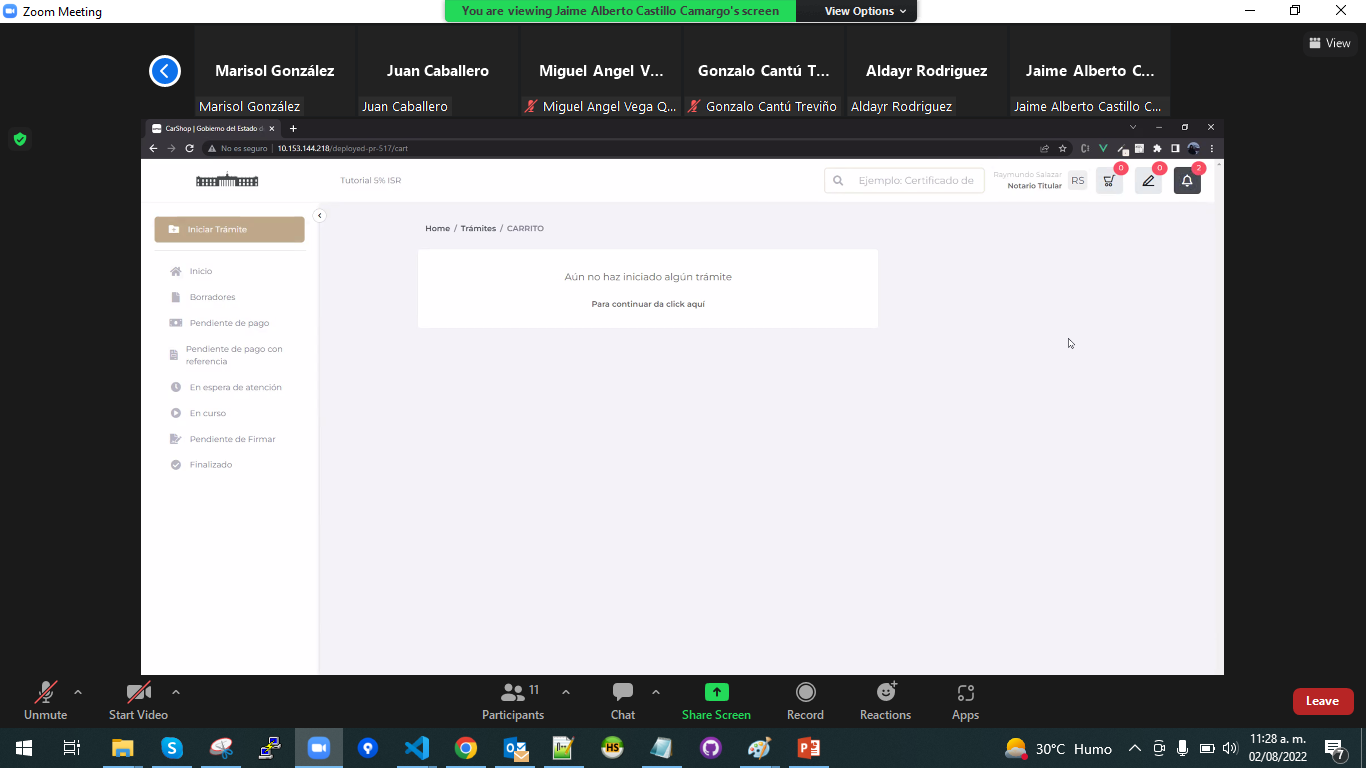 Zoom Meeting
You are viewing Jaime Alberto Castillo Camargo's screen
View Options
View
Marisol González
Juan Caballero
Miguel Angel V...
Gonzalo Cantú T...
Aldayr Rodriguez
Jaime Alberto C...
Marisol González
Juan Caballero
Miguel Angel Vega Q...
Gonzalo Cantú Treviño
Aldayr Rodriguez
Jaime Alberto Castillo C...
CarShop | Gobierno del Estado d
No es seguro
10.153.144.218/deployed-pr-517/cart
Tutorial 5% ISR
Ejemplo: Certificado de
Raymundo Salazar
Notario Titular
RS
0
0
2
Iniciar Trámite
Inicio
Borradores
Pendiente de pago
Pendiente de pago con
referencia
En espera de atención
En curso
Pendiente de Firmar
Finalizado
Home / Trámites / CARRITO
Aún no haz iniciado algún trámite
Para continuar da click aquí
Unmute
Start Video
Participants
11
Chat
Share Screen
Record
Reactions
Apps
Leave
HS
30°C Humo
11:28 a. m.
02/08/2022
7